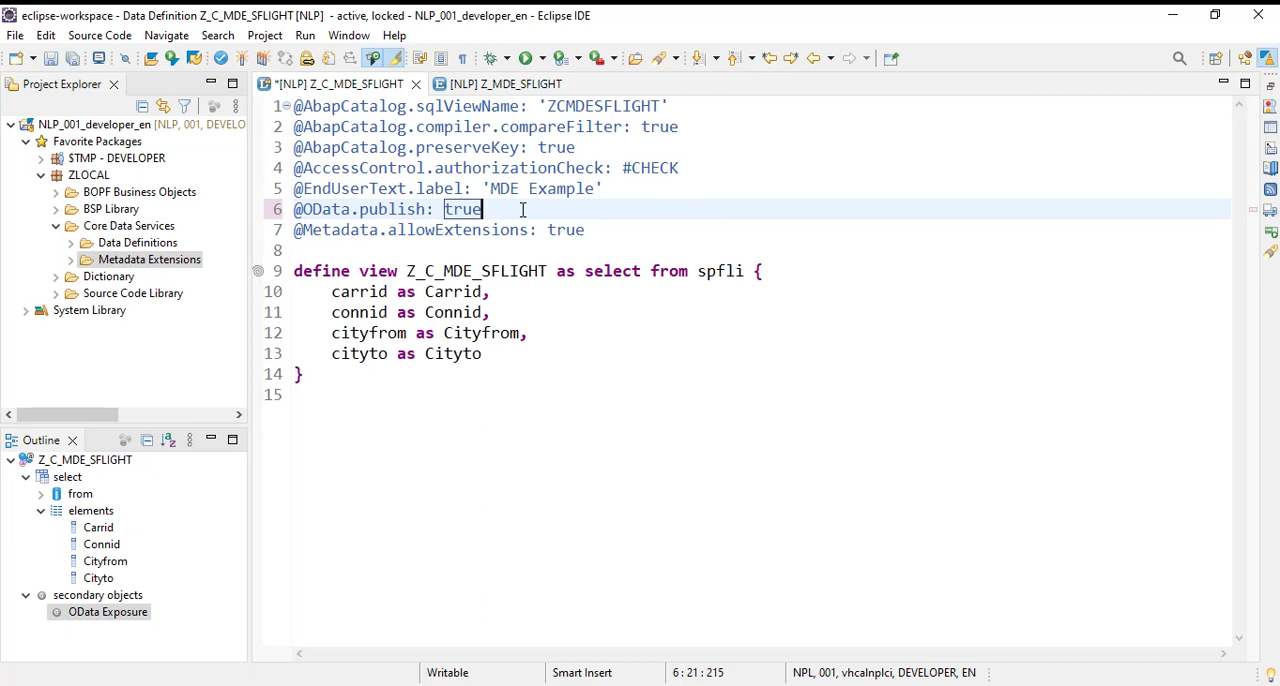 eclipse-workspace - Data Definition Z_C_MDE_SFLIGHT [NLP] - active, locked - NLP_001_developer_en - Eclipse IDE
File Edit Source Code Navigate Search Project Run Window Help
Project Explorer
*[NLP] Z_C_MDE_SFLIGHT
[NLP] Z_MDE_SFLIGHT
NLP_001_developer_en [NLP, 001, DEVELO
Favorite Packages
$TMP - DEVELOPER
ZLOCAL
BOPF Business Objects
BSP Library
Core Data Services
Data Definitions
Metadata Extensions
Dictionary
Source Code Library
System Library
1 @AbapCatalog.sqlViewName: 'ZCMDESFLIGHT'
2 @AbapCatalog.compiler.compareFilter: true
3 @AbapCatalog.preserveKey: true
4 @AccessControl.authorizationCheck: #CHECK
5 @EndUserText.label: 'MDE Example'
6 @OData.publish: true
7 @Metadata.allowExtensions: true
8
9 define view Z_C_MDE_SFLIGHT as select from spfli {
10 carrid as Carrid,
11 connid as Connid,
12 cityfrom as Cityfrom,
13 cityto as Cityto
14 }
15
Outline
Z_C_MDE_SFLIGHT
select
from
elements
Carrid
Connid
Cityfrom
Cityto
secondary objects
OData Exposure
Writable
Smart Insert
6 : 21 : 215
NPL, 001, vhcalnplci, DEVELOPER, EN